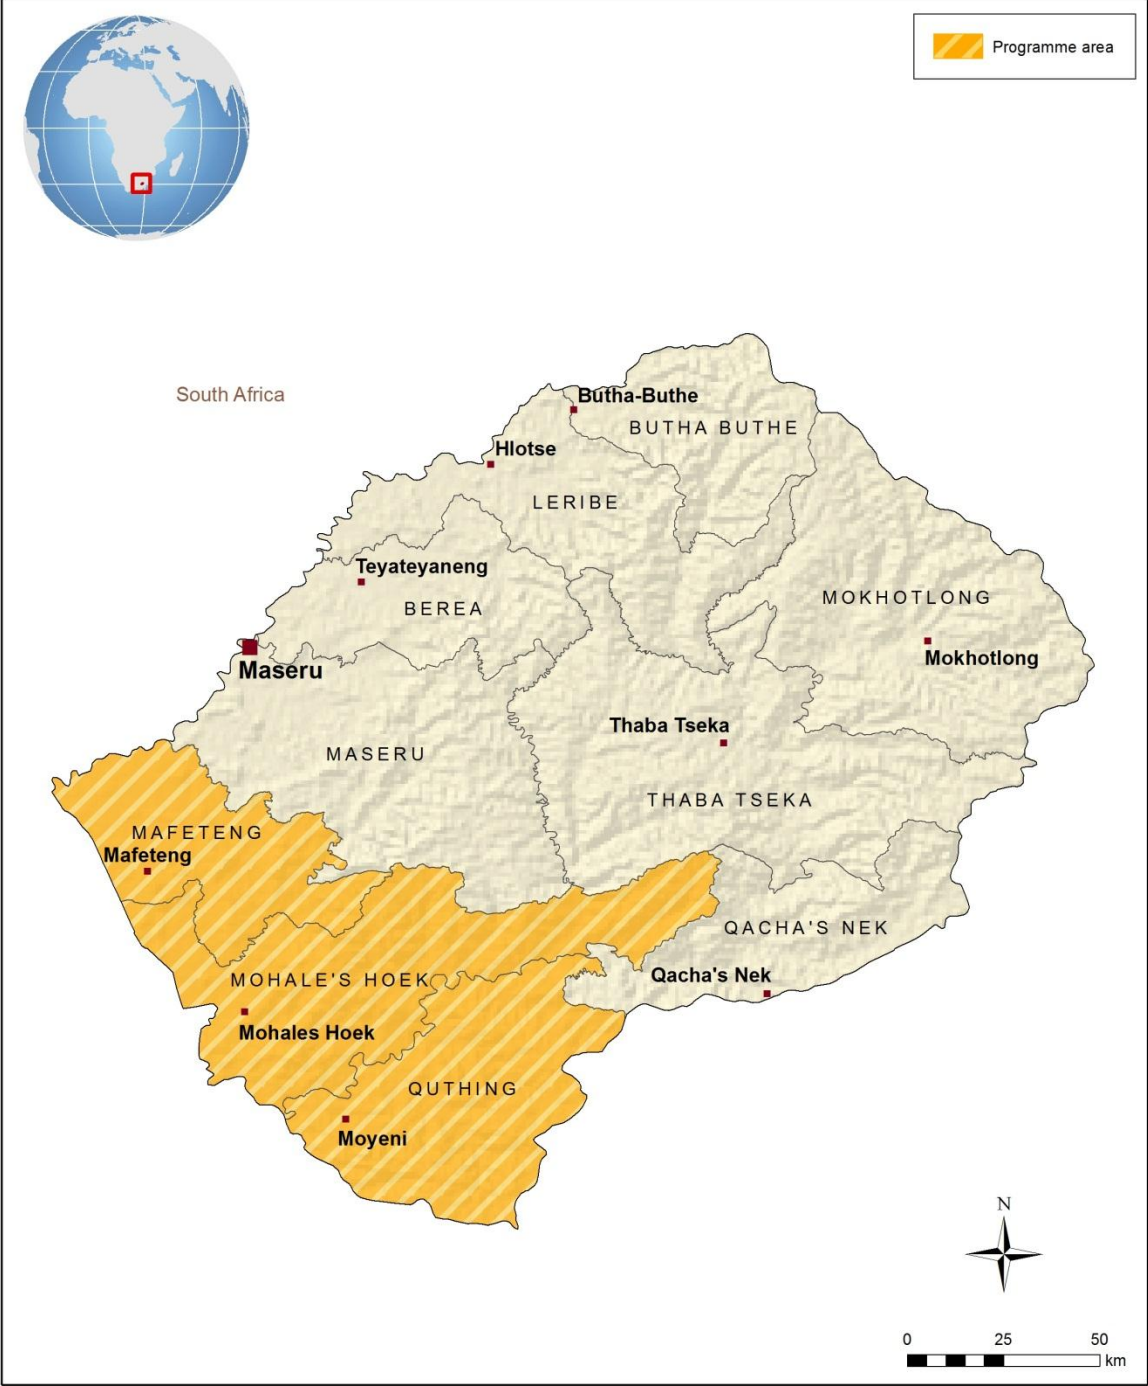 Programme area
South Africa
Butha-Buthe
BUTHA BUTHE
Hlotse
LERIBE
Teyateyaneng
BEREA
MOKHOTLONG
Mokhotlong
Maseru
Thaba Tseka
MASERU
THABA TSEKA
MAFETENG
Mafeteng
QACHA'S NEK
Qacha's Nek
MOHALE'S HOEK
Mohales Hoek
QUTHING
Moyeni
N
0 25 50
km